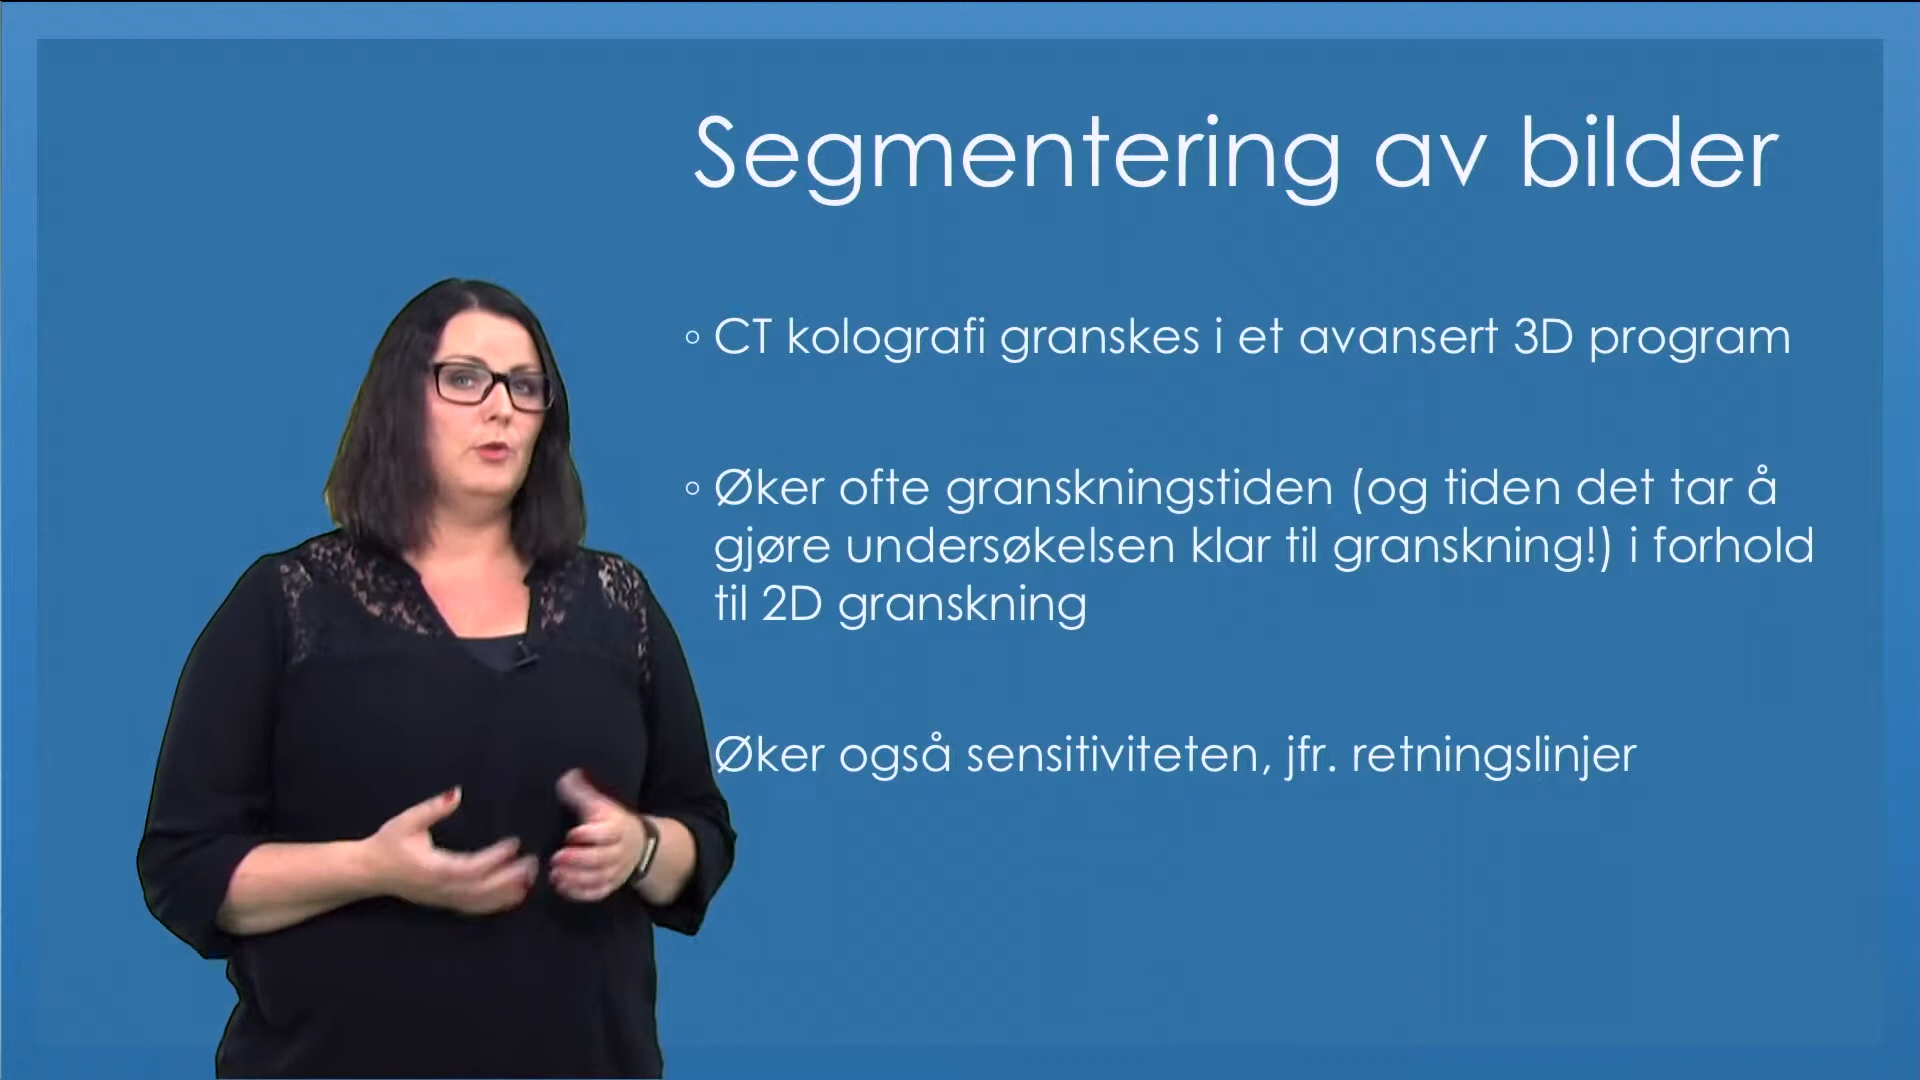 Segmentering av bilder
◦ CT kolografi granskes i et avansert 3D program
◦ Øker ofte granskningstiden (og tiden det tar å
gjøre undersøkelsen klar til granskning!) i forhold
til 2D granskning
Øker også sensitiviteten, jfr. retningslinjer